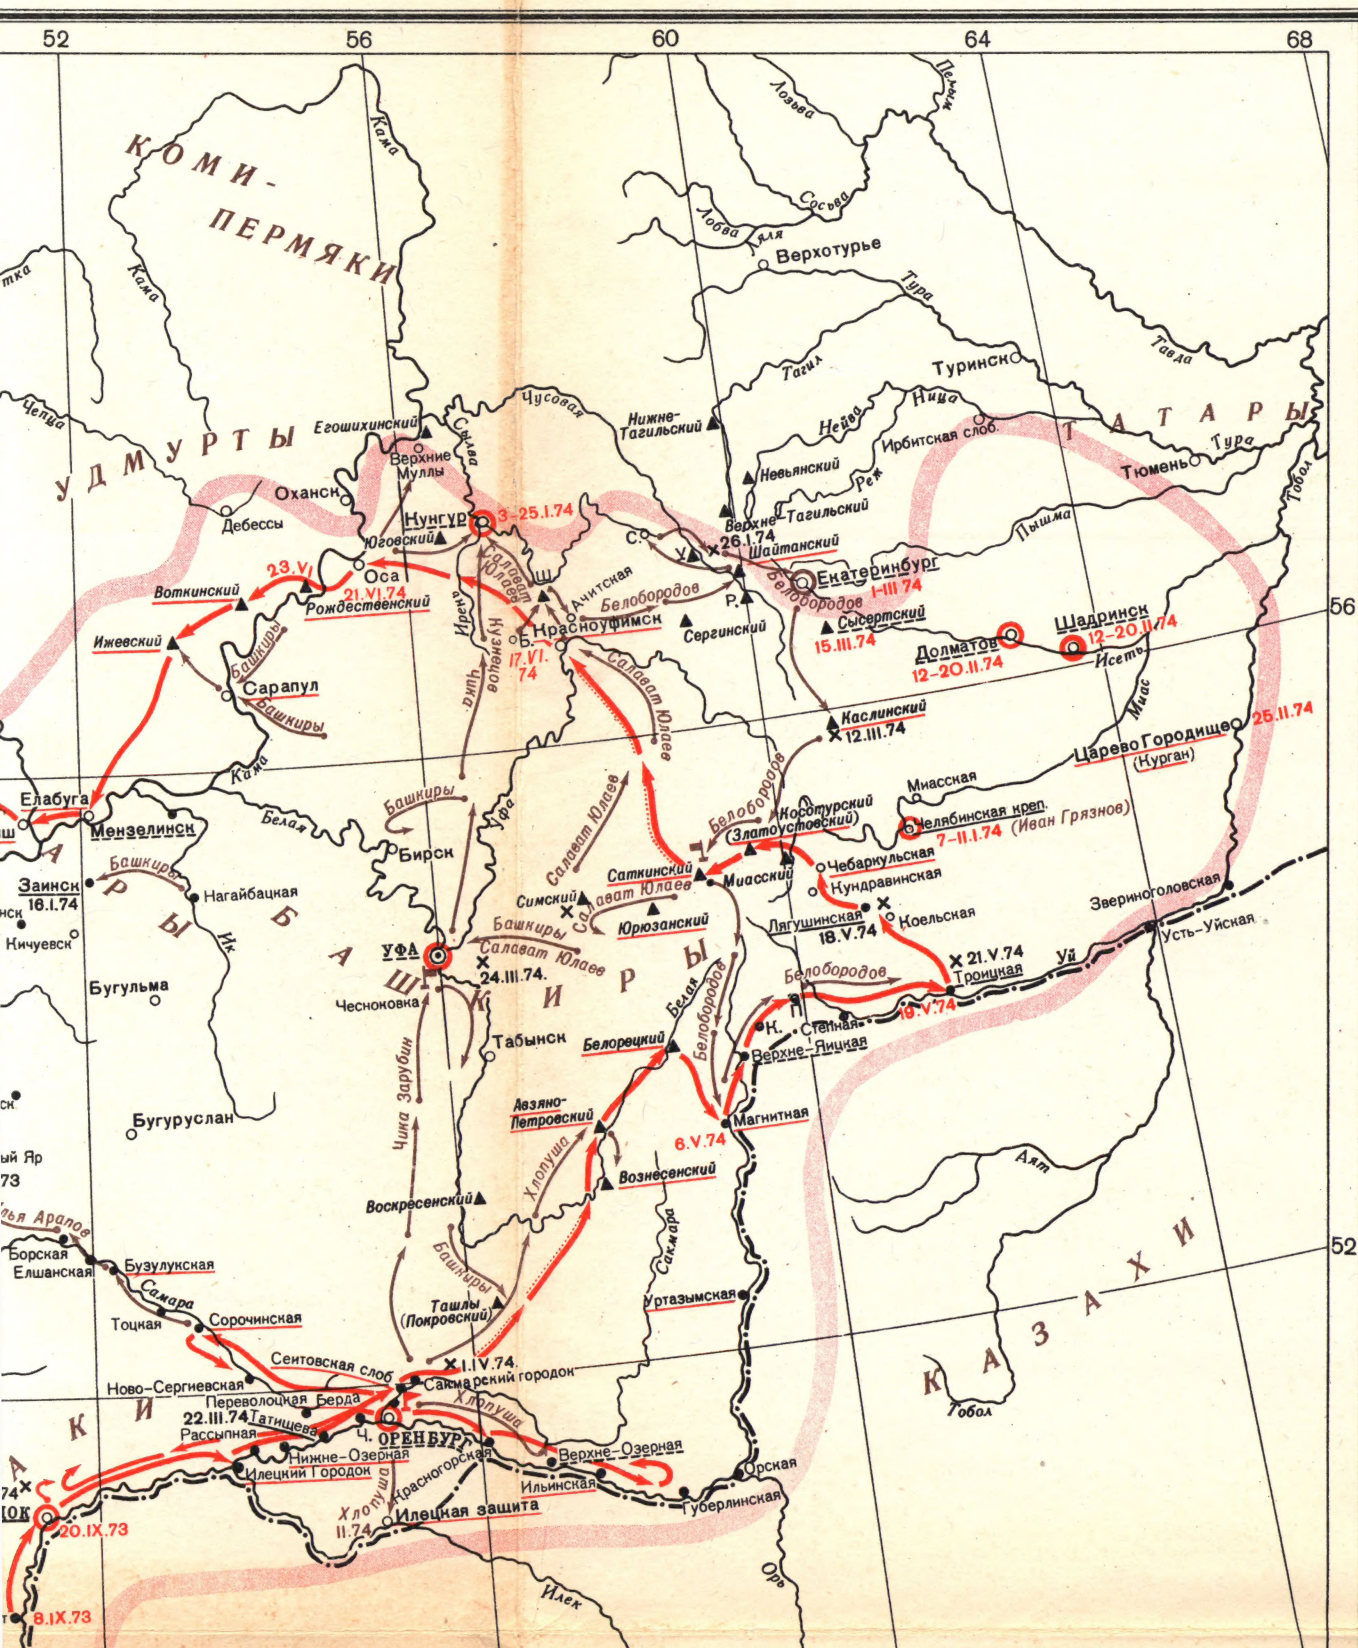 52
56
60
64
68
КОМИ-
ПЕРМЯКИ
Кама
Кама
Лозьва
Пелым
Сосьва
Лобва
Ляля
Верхотурье
Тура
Тавда
Туринск
Тагил
Чусовая
Чепца
УДМУРТЫ
Егошихинский
Сылва
Верхние
Муллы
Нижне-
Тагильский
Нейва
Ница
Ирбитская слоб.
ТАТАРЫ
Тура
Тюмень
Тобол
Невьянский
Реж
Оханск
Дебессы
Кунгур
3-25.I.74
Юговский
Верхне-Тагильский
26.I.74
Шайтанский
Пышма
С.
У.
Ш.
Салават
Юлаев
Ачитская
Екатеринбург
I-III 74
Белобородов
Белобородов
23.VI
Оса
21.VI.74
Воткинский
Рождественский
Ирень
Р.
Сергинский
Сысертский
15.III.74
Шадринск
12-20.II.74
56
Долматов
12-20.II.74
Исеть
Б.
Красноуфимск
17.VI.
74
Кузнецов
Чика
Ижевский
Башкиры
Сарапул
Башкиры
Салават Юлаев
Каслинский
12.III.74
Миас
25.II.74
Царево Городище
(Курган)
Кама
Елабуга
Мензелинск
Белая
Башкиры
Бирск
Уфа
Салават Юлаев
Белобородов
Косотурский
(Златоустовский)
Миасская
Челябинская креп.
7-II.I.74 (Иван Грязнов)
Заинск
16.I.74
Башкиры
Нагайбацкая
Кичуевск
Ик
Саткинский
Миасский
Чебаркульская
Кундравинская
Симский
Салават Юлаев
Юрюзанский
Лягушинская
18.V.74
Коельская
Звериноголовская
Усть-Уйская
Уй
21.V.74
Троицкая
19.V.74
БАШКИРЫ
УФА
Башкиры
Салават Юлаев
24.III.74.
Чесноковка
Бугульма
Табынск
Белая
Белобородов
Белобородов
П.
К.
Степная
Верхне-Яицкая
Белорецкий
Чика Зарубин
Авзяно-
Петровский
Магнитная
6.V.74
Бугуруслан
Хлопуша
Вознесенский
Воскресенский
Аят
КАЗАХИ
52
Сакмара
Башкиры
Борская
Елшанская
Бузулукская
Самара
Тоцкая
Сорочинская
Ташлы
(Покровский)
Уртазымская
Тобол
Сеитовская слоб.
1.IV.74.
Сакмарский городок
Ново-Сергиевская
Переволоцкая
Берда
22.III.74
Татищева
Рассыпная
Ч.
ОРЕНБУРГ
Хлопуша
Нижне-Озерная
Илецкий Городок
Красногорская
Верхне-Озерная
Ильинская
Орская
Губерлинская
Хлопуша
II.74
Илецкая защита
20.IX.73
8.IX.73
Илек
Орь